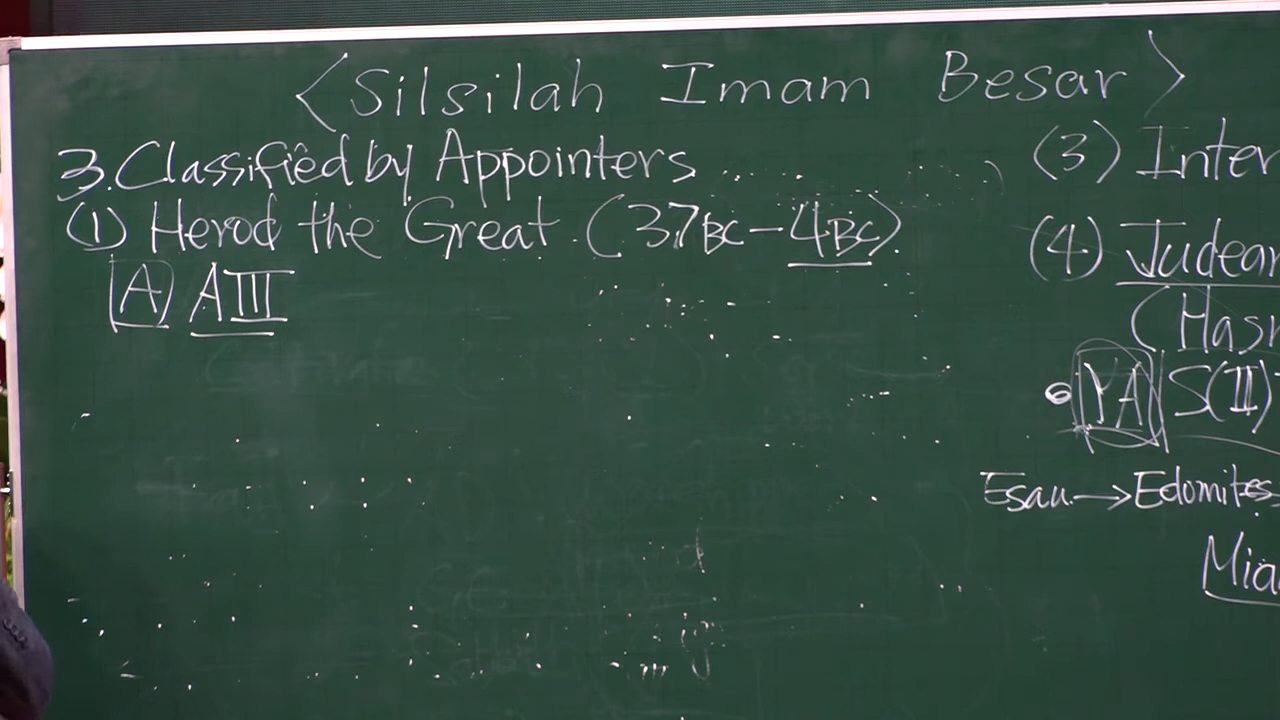 <Silsilah Imam Besar>
3. Classified by Appointers
(1) Herod the Great (37BC-4BC)
A AIII
(3) Inter
(4) Judean
(Hasm
YA S(II)
Esau → Edomites
Mia